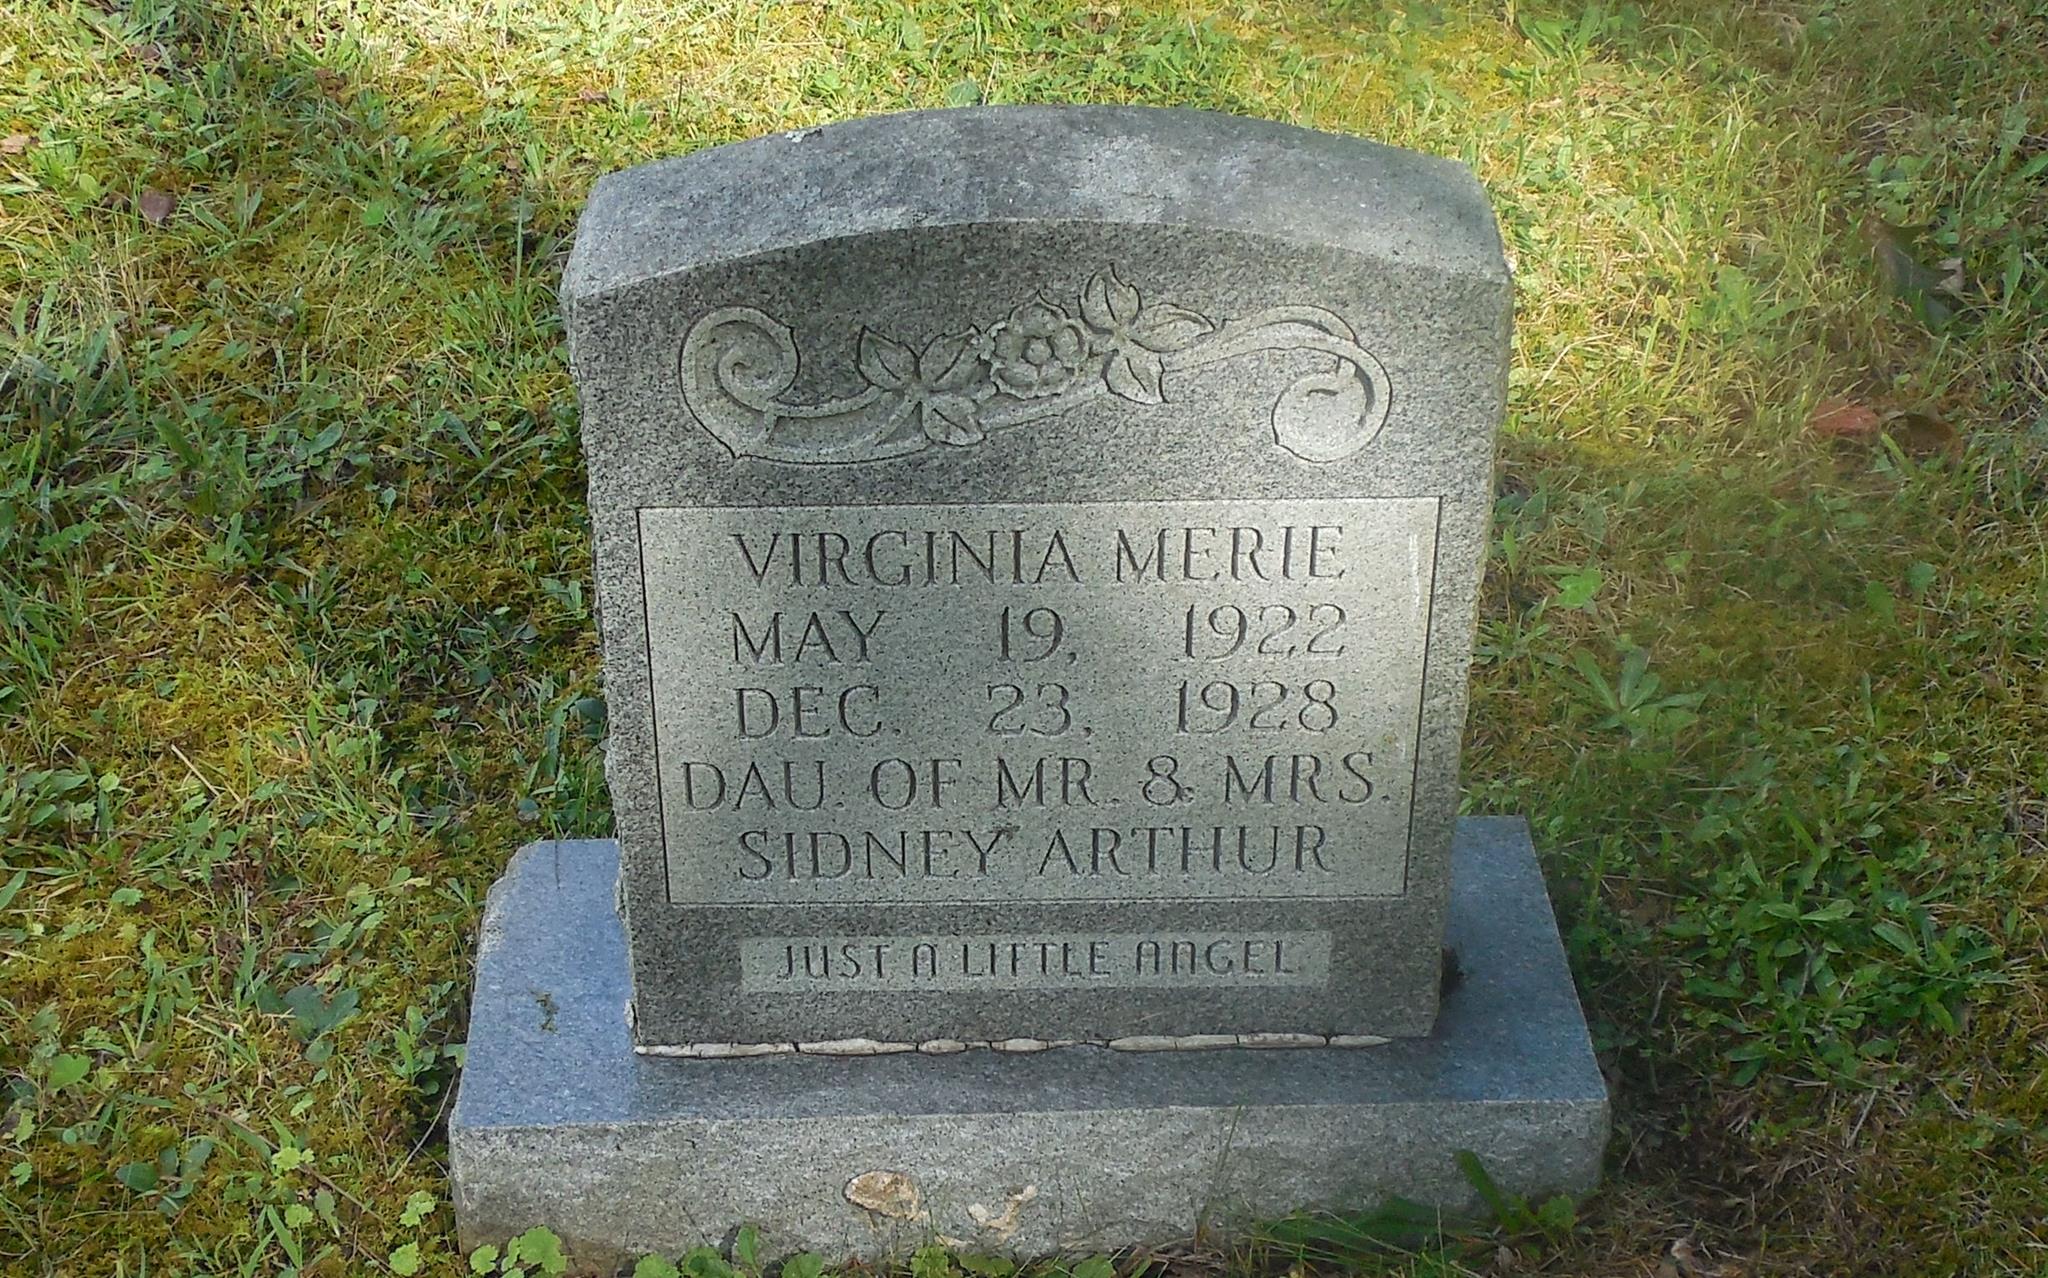 VIRGINIA MERIE
MAY 19, 1922
DEC. 23, 1928
DAU. OF MR. & MRS.
SIDNEY ARTHUR
JUST A LITTLE ANGEL